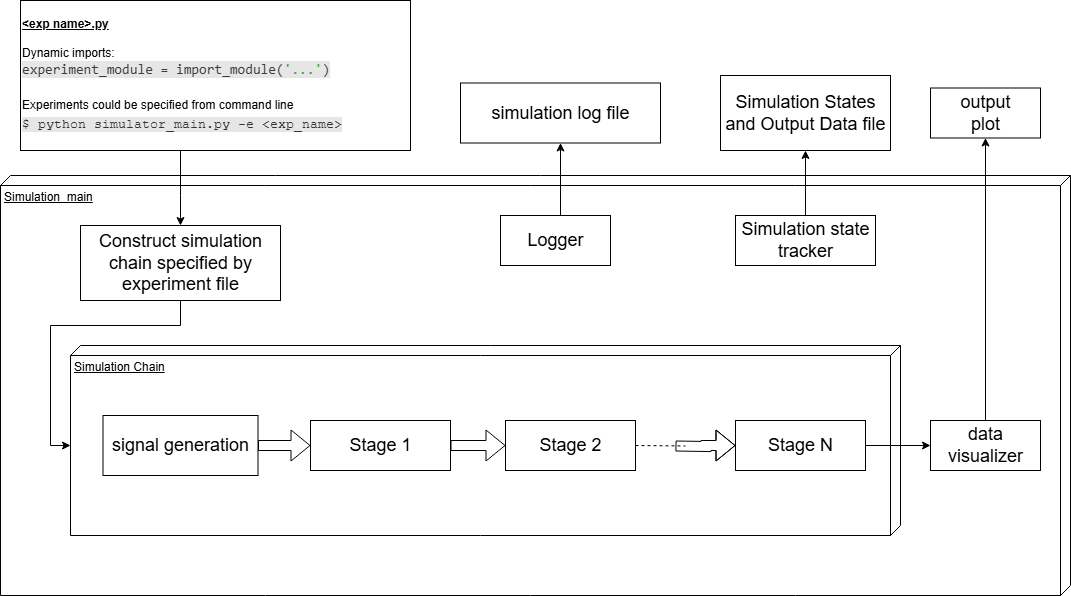 <exp name>.py
Dynamic imports:
experiment_module = import_module('...')
Experiments could be specified from command line
$ python simulator_main.py -e <exp_name>
simulation log file
Simulation States
and Output Data file
output
plot
Simulation_main
Construct simulation
chain specified by
experiment file
Logger
Simulation state
tracker
Simulation Chain
signal generation
Stage 1
Stage 2
Stage N
data
visualizer